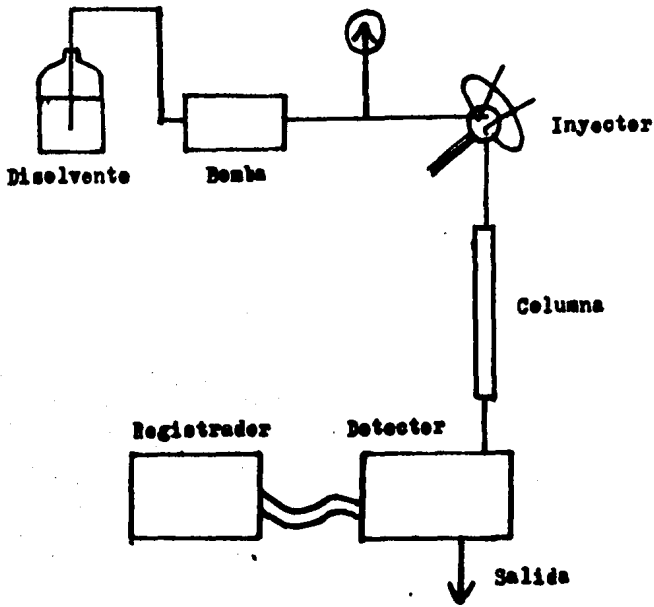 Inyector
Disolvente
Bomba
Columna
Registrador
Detector
Salida